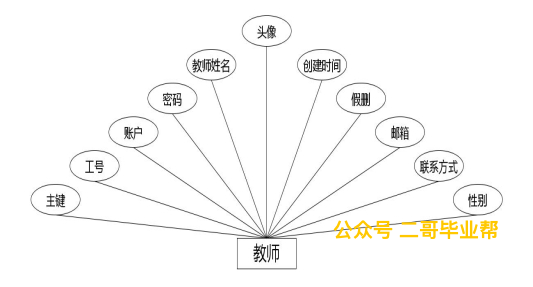 头像
教师姓名
创建时间
密码
假删
账户
邮箱
工号
联系方式
主键
性别
公众号 二哥毕业帮
教师